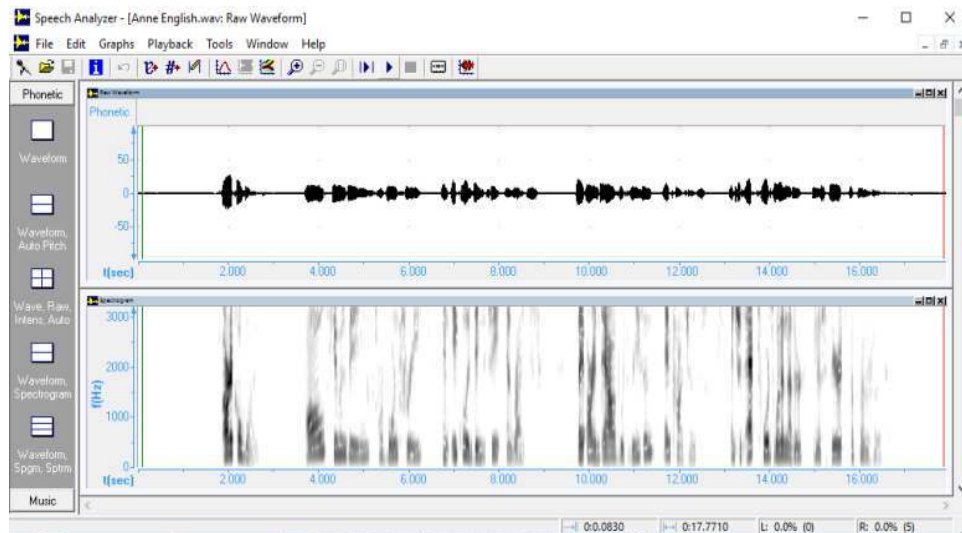 Speech Analyzer - [Anne English.wav: Raw Waveform]
File Edit Graphs Playback Tools Window Help
Phonetic
Waveform
Waveform, Auto Pitch
Wave, Raw, Intens, Auto
Waveform, Spectrogram
Waveform, Spgm, Sptrm
Music
Raw Waveform
Phonetic
50
0
-50
t(sec) 2.000 4.000 6.000 8.000 10.000 12.000 14.000 16.000
Spectrogram
3000
2000
f(Hz)
1000
0
t(sec) 2.000 4.000 6.000 8.000 10.000 12.000 14.000 16.000
0:0.0830 0:17.7710 L: 0.0% (0) R: 0.0% (5)